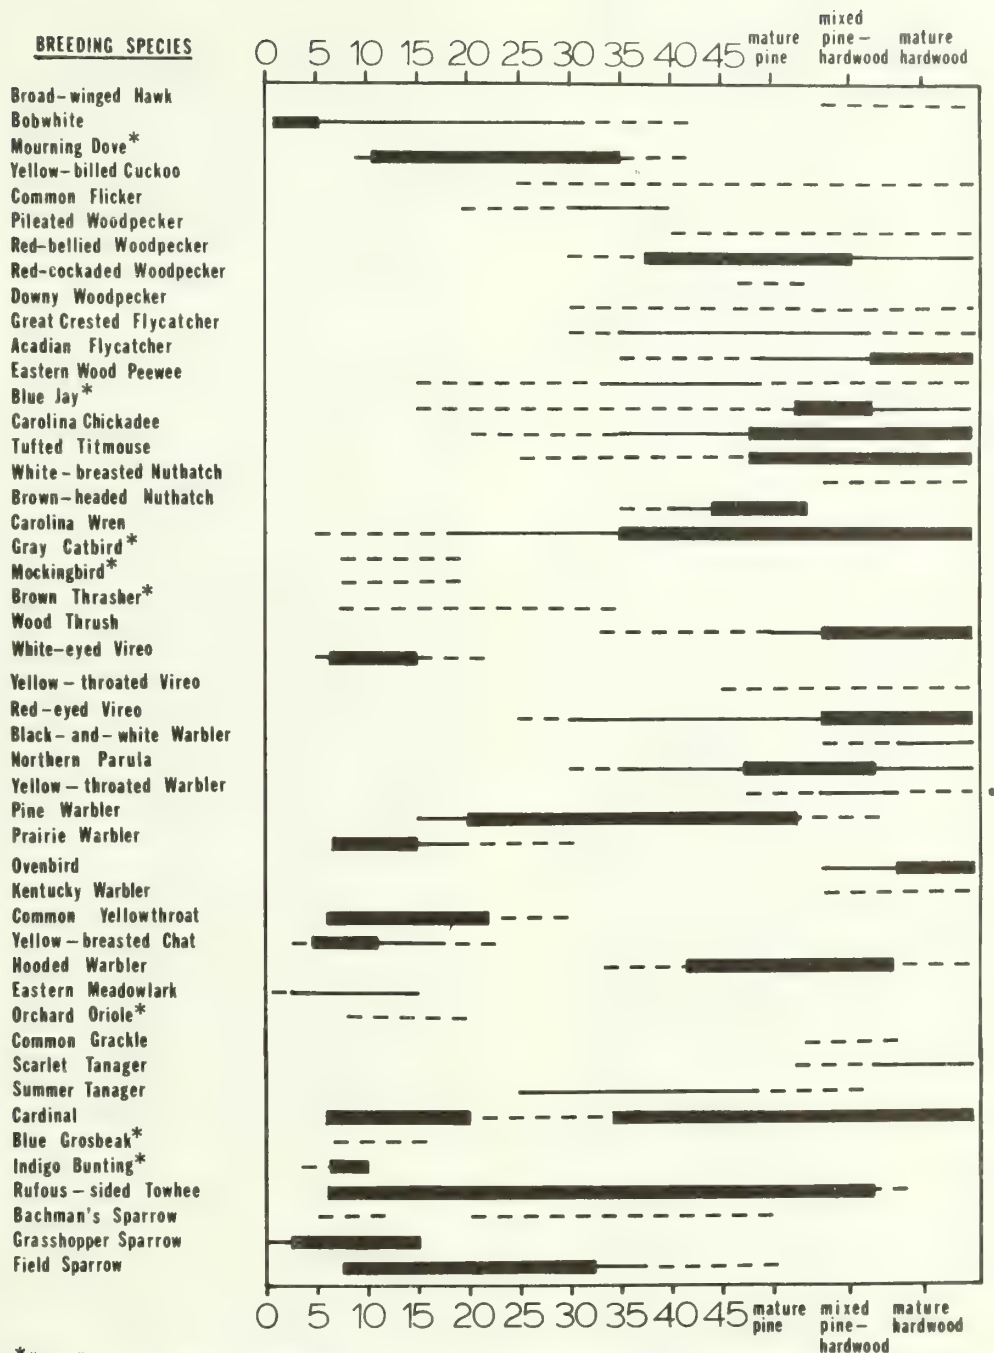 BREEDING SPECIES
0 5 10 15 20 25 30 35 40 45 mature pine mixed pine-hardwood mature hardwood
Broad-winged Hawk
Bobwhite
Mourning Dove*
Yellow-billed Cuckoo
Common Flicker
Pileated Woodpecker
Red-bellied Woodpecker
Red-cockaded Woodpecker
Downy Woodpecker
Great Crested Flycatcher
Acadian Flycatcher
Eastern Wood Peewee
Blue Jay*
Carolina Chickadee
Tufted Titmouse
White-breasted Nuthatch
Brown-headed Nuthatch
Carolina Wren
Gray Catbird*
Mockingbird*
Brown Thrasher*
Wood Thrush
White-eyed Vireo
Yellow-throated Vireo
Red-eyed Vireo
Black-and-white Warbler
Northern Parula
Yellow-throated Warbler
Pine Warbler
Prairie Warbler
Ovenbird
Kentucky Warbler
Common Yellowthroat
Yellow-breasted Chat
Hooded Warbler
Eastern Meadowlark
Orchard Oriole*
Common Grackle
Scarlet Tanager
Summer Tanager
Cardinal
Blue Grosbeak*
Indigo Bunting*
Rufous-sided Towhee
Bachman's Sparrow
Grasshopper Sparrow
Field Sparrow
0 5 10 15 20 25 30 35 40 45 mature pine mixed pine-hardwood mature hardwood
*